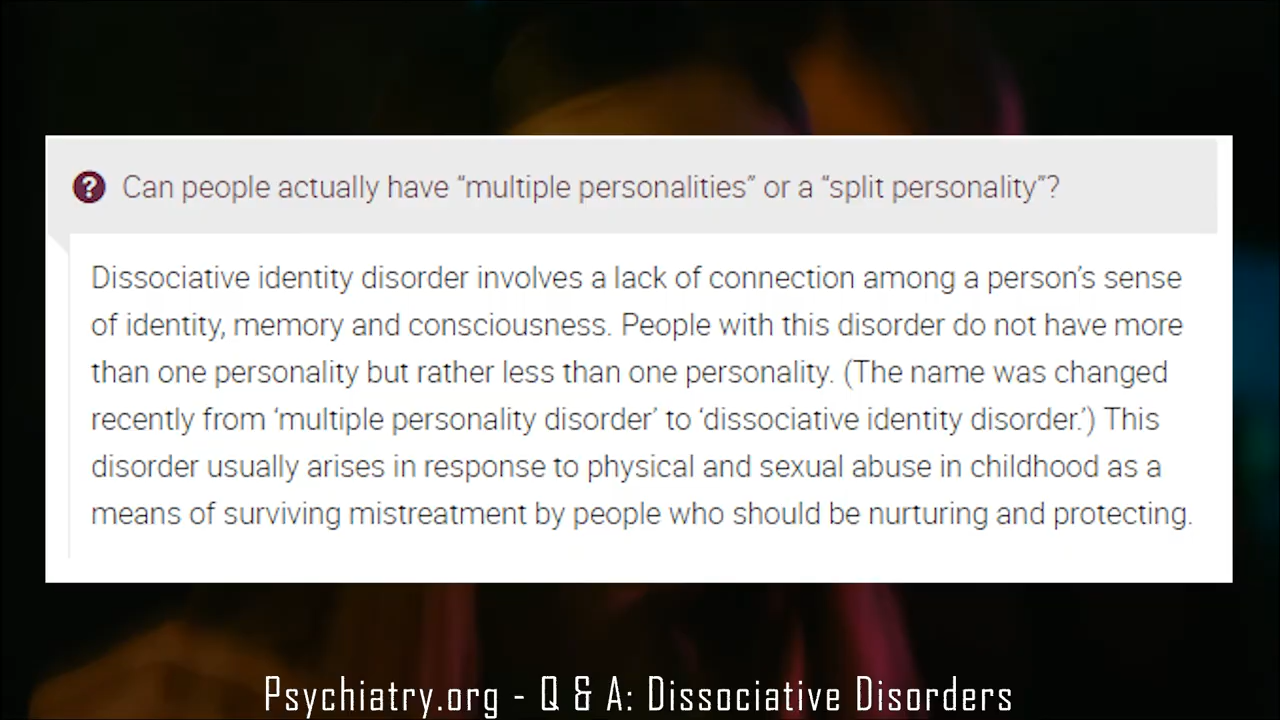 ?
Can people actually have “multiple personalities” or a “split personality”?
Dissociative identity disorder involves a lack of connection among a person’s sense
of identity, memory and consciousness. People with this disorder do not have more
than one personality but rather less than one personality. (The name was changed
recently from ‘multiple personality disorder’ to ‘dissociative identity disorder.’) This
disorder usually arises in response to physical and sexual abuse in childhood as a
means of surviving mistreatment by people who should be nurturing and protecting.
Psychiatry.org - Q & A: Dissociative Disorders